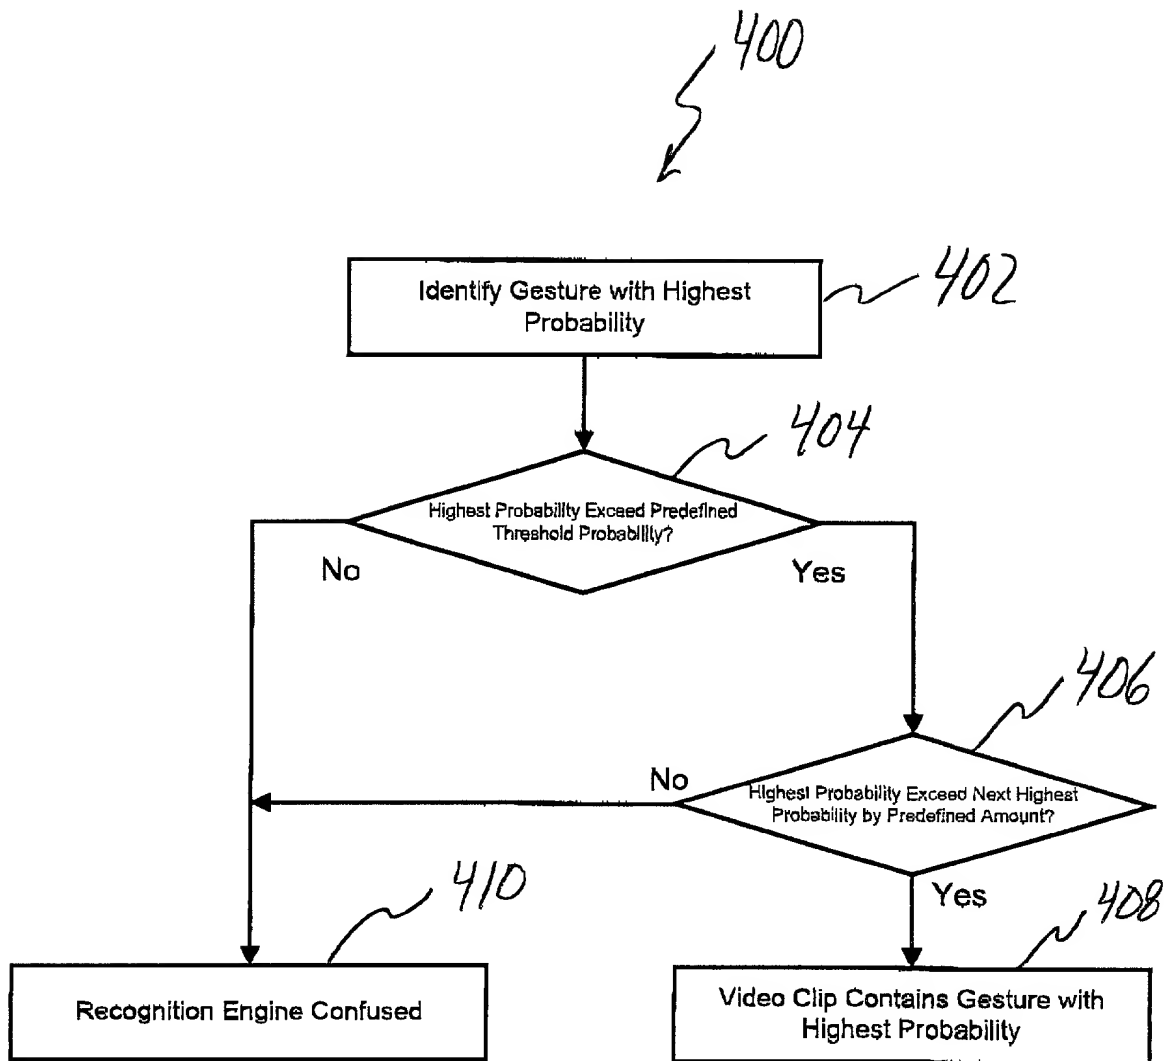 400
Identify Gesture with Highest
Probability
402
404
Highest Probability Exceed Predefined
Threshold Probability?
No
Yes
406
No
Highest Probability Exceed Next Highest
Probability by Predefined Amount?
410
Yes
408
Recognition Engine Confused
Video Clip Contains Gesture with
Highest Probability